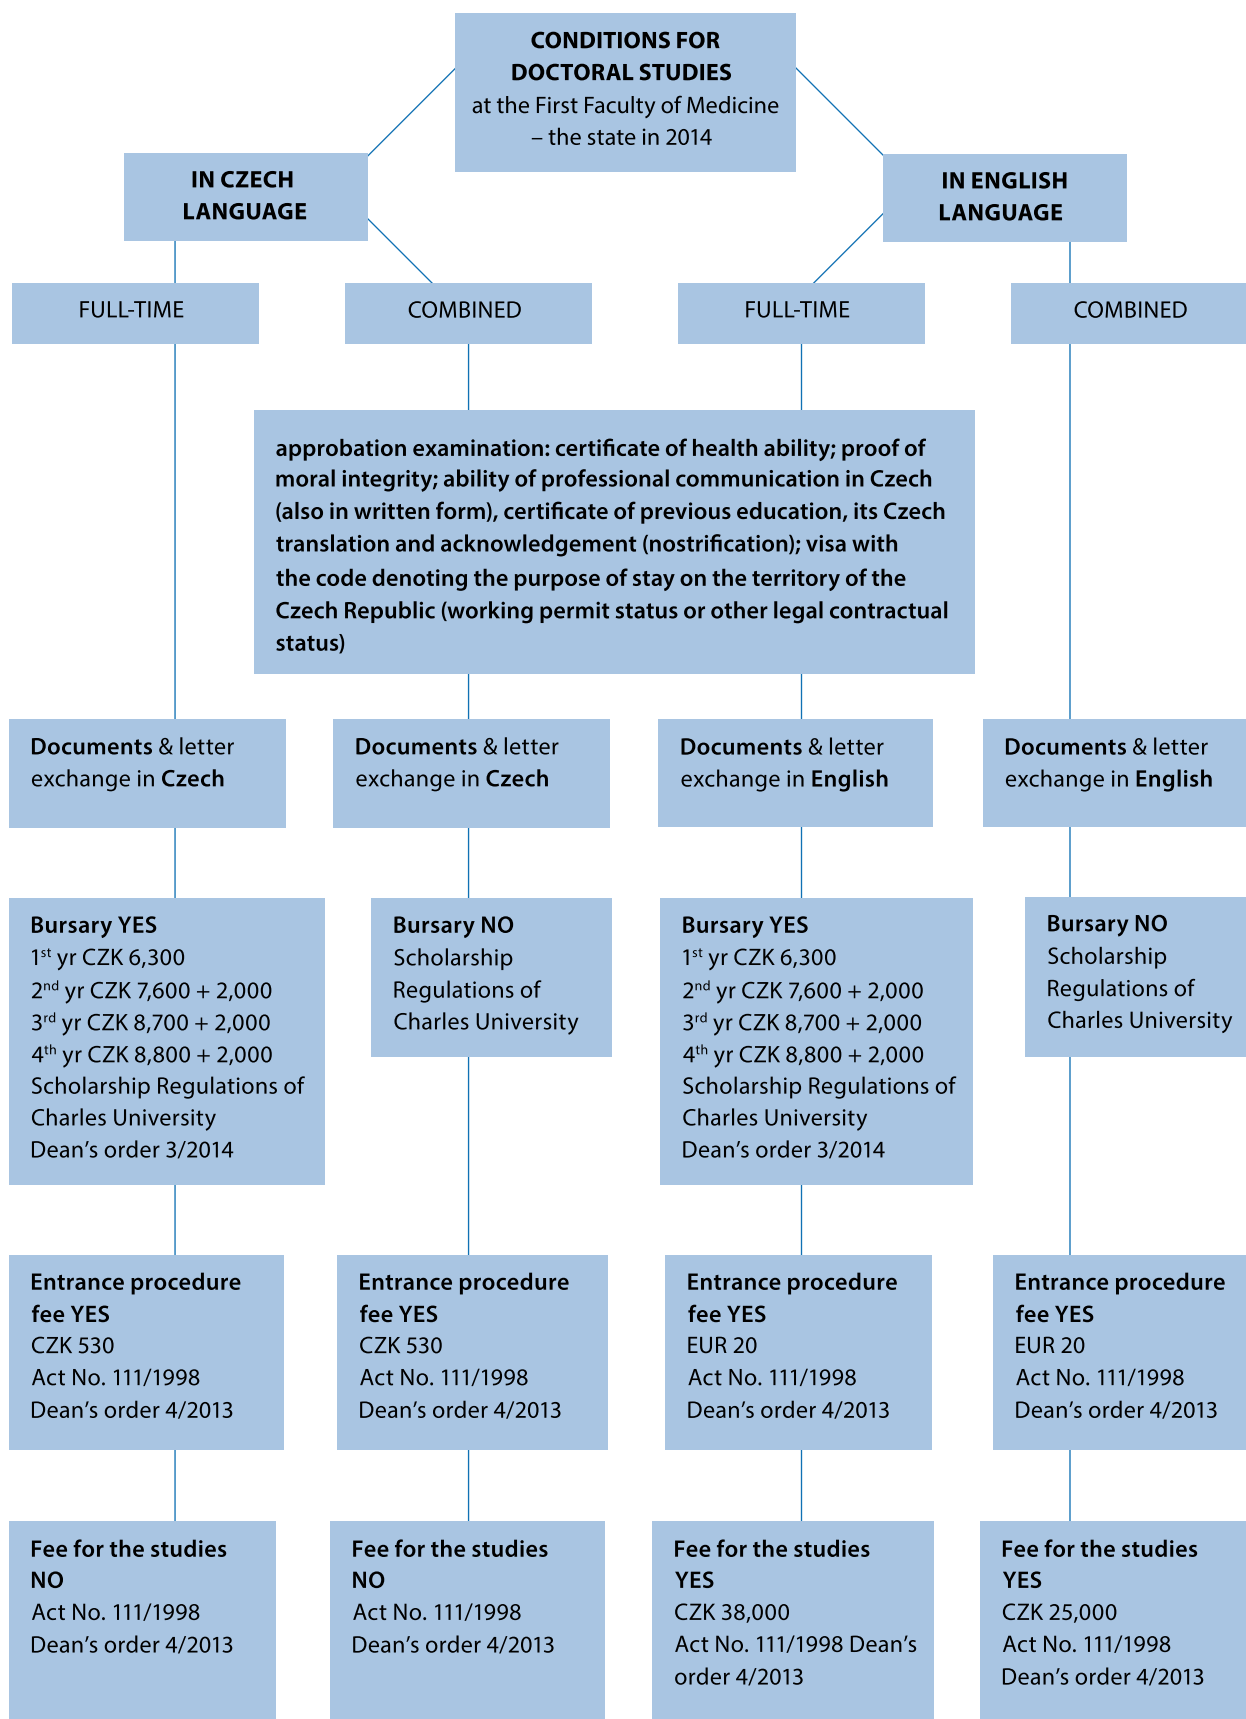 CONDITIONS FOR
DOCTORAL STUDIES
at the First Faculty of Medicine
– the state in 2014
IN CZECH
LANGUAGE
IN ENGLISH
LANGUAGE
FULL-TIME
COMBINED
FULL-TIME
COMBINED
approbation examination: certificate of health ability; proof of
moral integrity; ability of professional communication in Czech
(also in written form), certificate of previous education, its Czech
translation and acknowledgement (nostrification); visa with
the code denoting the purpose of stay on the territory of the
Czech Republic (working permit status or other legal contractual
status)
Documents & letter
exchange in Czech
Documents & letter
exchange in Czech
Documents & letter
exchange in English
Documents & letter
exchange in English
Bursary YES
1st yr CZK 6,300
2nd yr CZK 7,600 + 2,000
3rd yr CZK 8,700 + 2,000
4th yr CZK 8,800 + 2,000
Scholarship Regulations of
Charles University
Dean’s order 3/2014
Bursary NO
Scholarship
Regulations of
Charles University
Bursary YES
1st yr CZK 6,300
2nd yr CZK 7,600 + 2,000
3rd yr CZK 8,700 + 2,000
4th yr CZK 8,800 + 2,000
Scholarship Regulations of
Charles University
Dean’s order 3/2014
Bursary NO
Scholarship
Regulations of
Charles University
Entrance procedure
fee YES
CZK 530
Act No. 111/1998
Dean’s order 4/2013
Entrance procedure
fee YES
CZK 530
Act No. 111/1998
Dean’s order 4/2013
Entrance procedure
fee YES
EUR 20
Act No. 111/1998
Dean’s order 4/2013
Entrance procedure
fee YES
EUR 20
Act No. 111/1998
Dean’s order 4/2013
Fee for the studies
NO
Act No. 111/1998
Dean’s order 4/2013
Fee for the studies
NO
Act No. 111/1998
Dean’s order 4/2013
Fee for the studies
YES
CZK 38,000
Act No. 111/1998 Dean’s
order 4/2013
Fee for the studies
YES
CZK 25,000
Act No. 111/1998
Dean’s order 4/2013